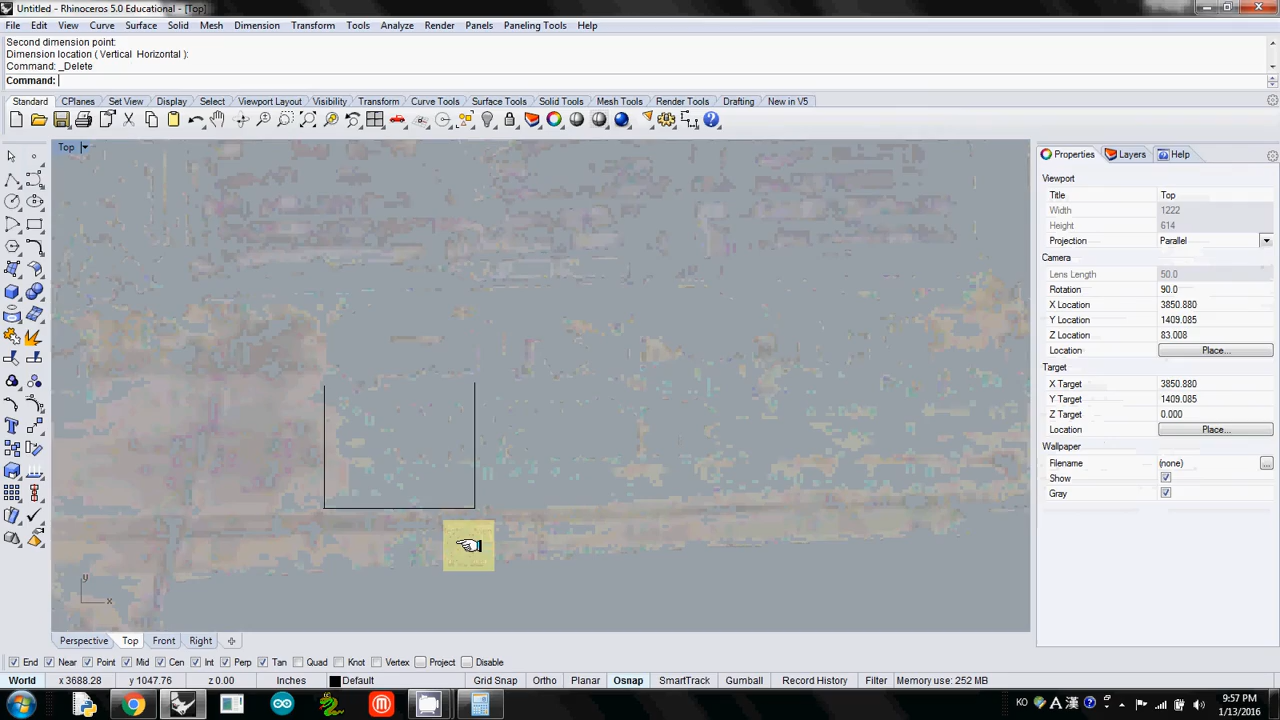 Untitled - Rhinoceros 5.0 Educational - [Top]
File Edit View Curve Surface Solid Mesh Dimension Transform Tools Analyze Render Panels Paneling Tools Help
Second dimension point:
Dimension location ( Vertical Horizontal ):
Command: _Delete
Command:
Standard CPlanes Set View Display Select Viewport Layout Visibility Transform Curve Tools Surface Tools Solid Tools Mesh Tools Render Tools Drafting New in V5
Top
Properties Layers Help
Viewport
Title Top
Width 1222
Height 614
Projection Parallel
Camera
Lens Length 50.0
Rotation 90.0
X Location 3850.880
Y Location 1409.085
Z Location 83.008
Location Place...
Target
X Target 3850.880
Y Target 1409.085
Z Target 0.000
Location Place...
Wallpaper
Filename (none) ...
Show
Gray
y
x
Perspective Top Front Right
End Near Point Mid Cen Int Perp Tan Quad Knot Vertex Project Disable
World x 3688.28 y 1047.76 z 0.00 Inches Default Grid Snap Ortho Planar Osnap SmartTrack Gumball Record History Filter Memory use: 252 MB
KO A 漢 ?
9:57 PM
1/13/2016